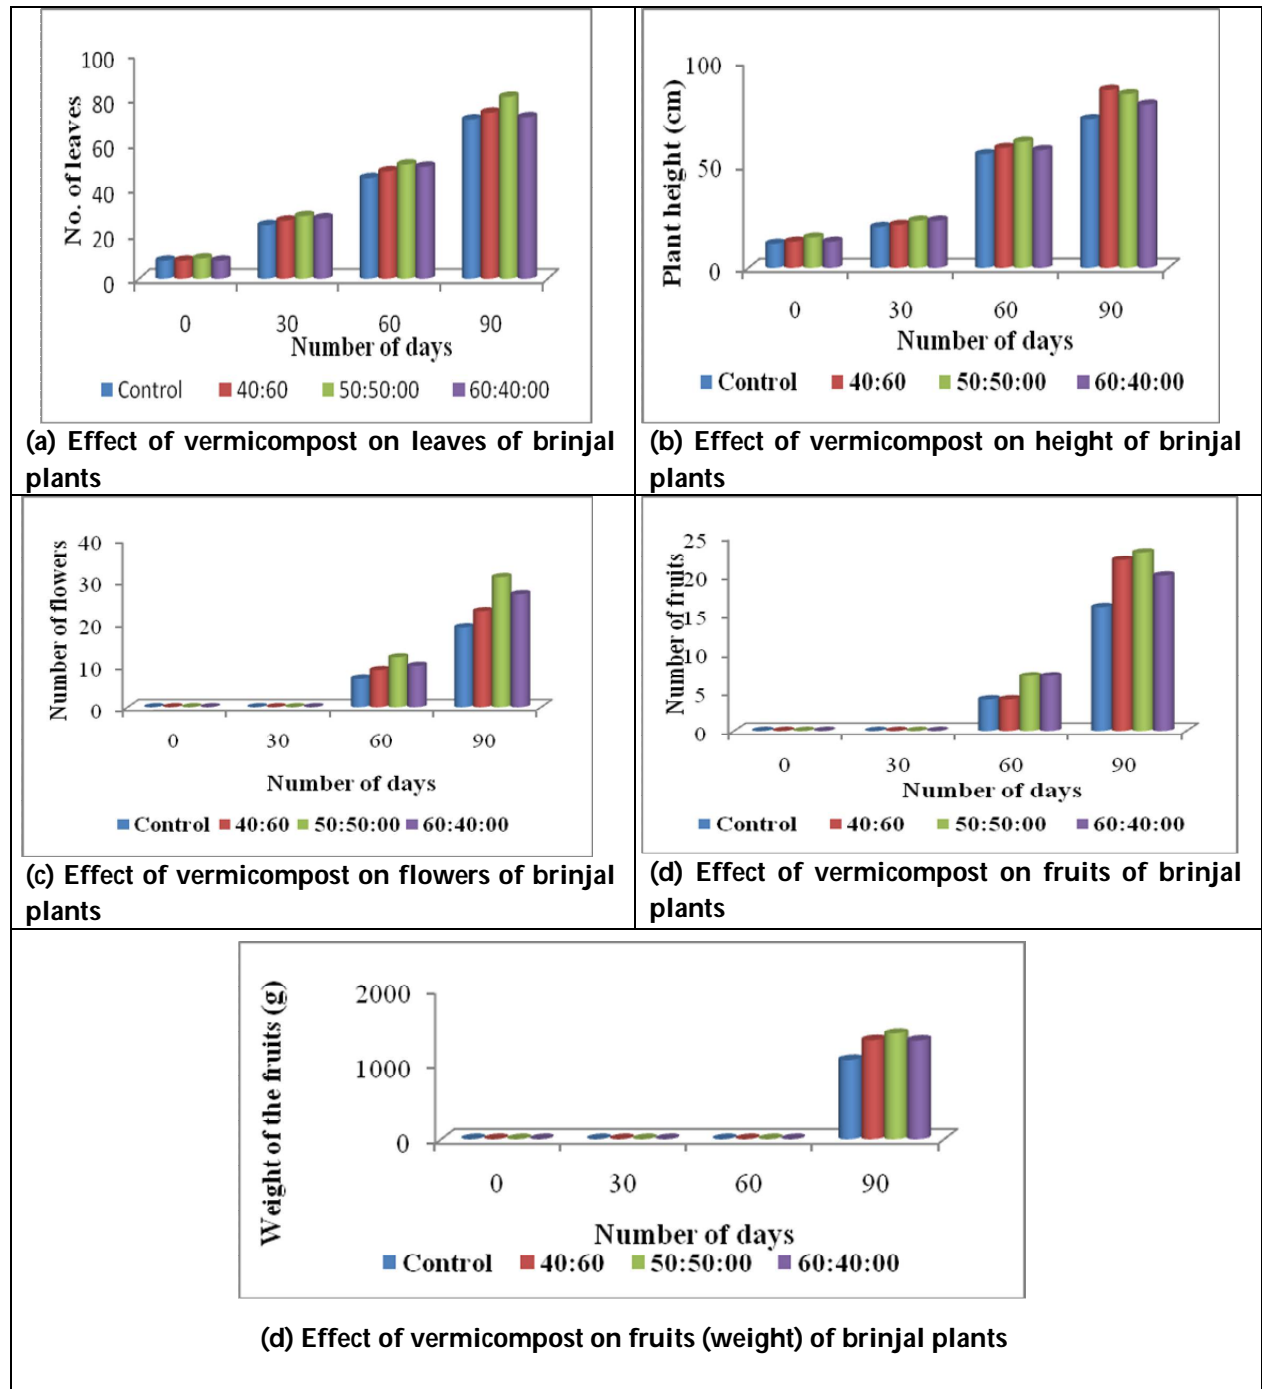 100
80
60
40
20
0
No. of leaves
0 30 60 90
Number of days
Control 40:60 50:50:00 60:40:00
(a) Effect of vermicompost on leaves of brinjal
plants
100
50
0
Plant height (cm)
0 30 60 90
Number of days
Control 40:60 50:50:00 60:40:00
(b) Effect of vermicompost on height of brinjal
plants
40
30
20
10
0
Number of flowers
0 30 60 90
Number of days
Control 40:60 50:50:00 60:40:00
(c) Effect of vermicompost on flowers of brinjal
plants
25
20
15
10
5
0
Number of fruits
0 30 60 90
Number of days
Control 40:60 50:50:00 60:40:00
(d) Effect of vermicompost on fruits of brinjal
plants
2000
1000
0
Weight of the fruits (g)
0 30 60 90
Number of days
Control 40:60 50:50:00 60:40:00
(d) Effect of vermicompost on fruits (weight) of brinjal plants